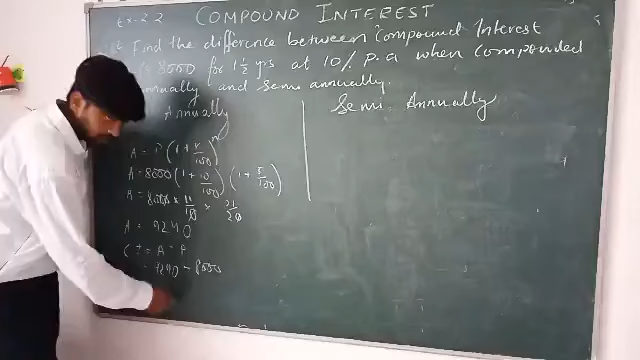 Ex-2.2 COMPOUND INTEREST
Find the difference between Compound Interest
8000 for 1 1/2 yrs at 10% p.a when compounded
annually and semi annually.
Annually
A = P (1 + r/100)^n
A = 8000 (1 + 10/100) (1 + 5/100)
A = 8000 × 11/10 × 21/20
A = 9240
C I = A - P
= 9240 - 8000
Semi Annually